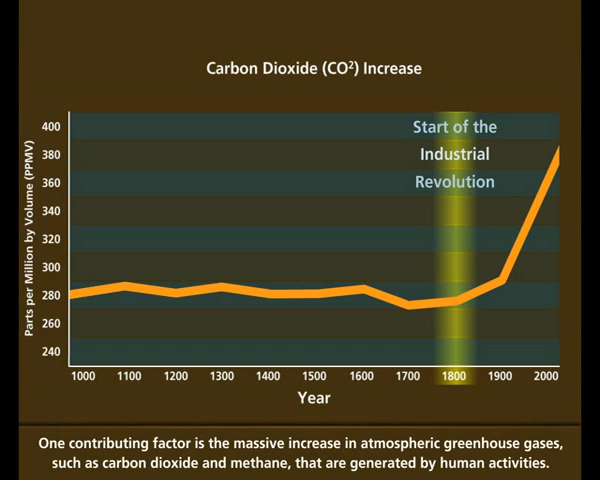 Carbon Dioxide (CO²) Increase
Start of the
Industrial
Revolution
Parts per Million by Volume (PPMV)
400
380
360
340
320
300
280
260
240
1000 1100 1200 1300 1400 1500 1600 1700 1800 1900 2000
Year
One contributing factor is the massive increase in atmospheric greenhouse gases,
such as carbon dioxide and methane, that are generated by human activities.